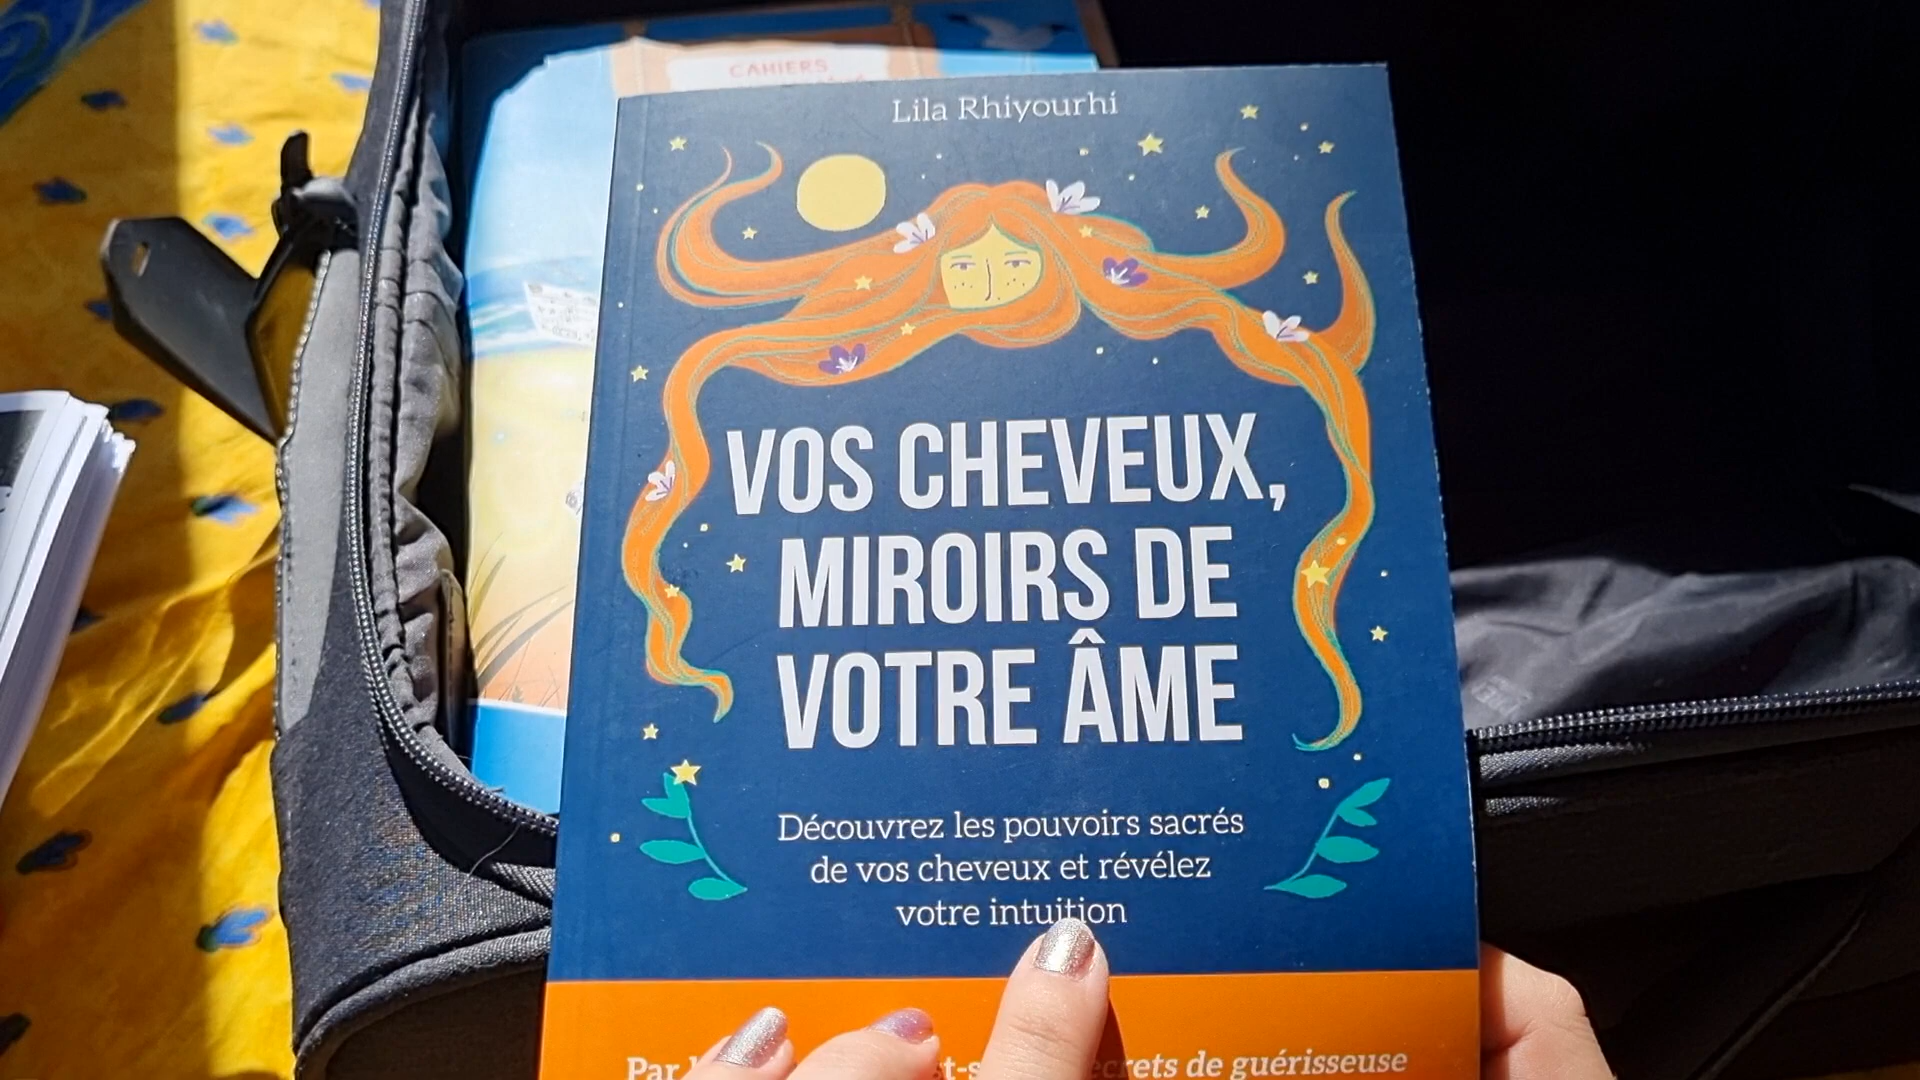 CAHIERS
Lila Rhiyourhi
VOS CHEVEUX,
MIROIRS DE
VOTRE ÂME
Découvrez les pouvoirs sacrés
de vos cheveux et révélez
votre intuition
Par de guérisseuse